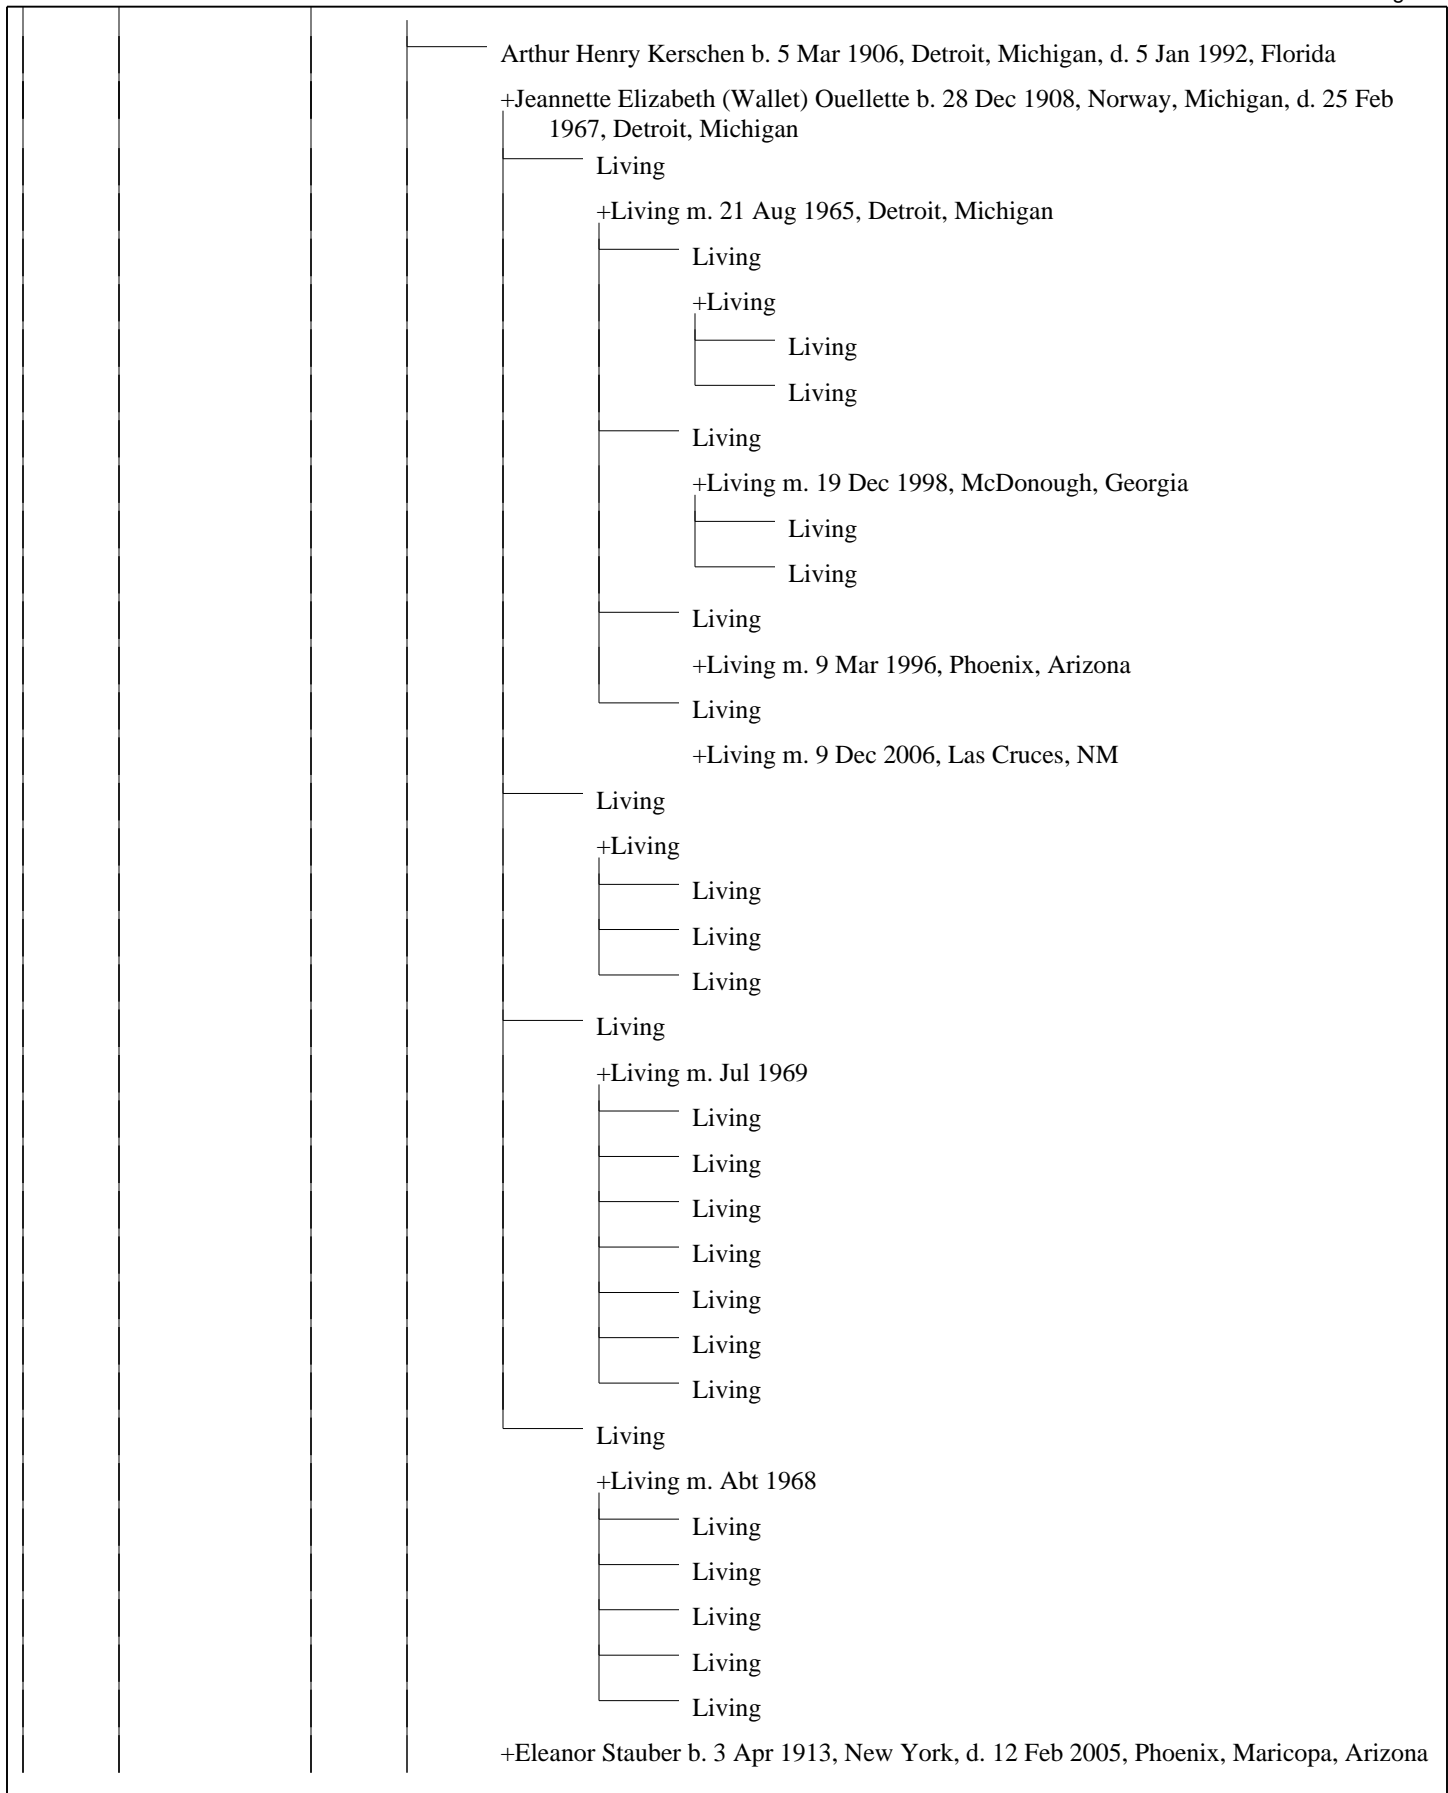 Arthur Henry Kerschen b. 5 Mar 1906, Detroit, Michigan, d. 5 Jan 1992, Florida
+Jeannette Elizabeth (Wallet) Ouellette b. 28 Dec 1908, Norway, Michigan, d. 25 Feb
1967, Detroit, Michigan
Living
+Living m. 21 Aug 1965, Detroit, Michigan
Living
+Living
Living
Living
Living
+Living m. 19 Dec 1998, McDonough, Georgia
Living
Living
Living
+Living m. 9 Mar 1996, Phoenix, Arizona
Living
+Living m. 9 Dec 2006, Las Cruces, NM
Living
+Living
Living
Living
Living
Living
+Living m. Jul 1969
Living
Living
Living
Living
Living
Living
Living
Living
+Living m. Abt 1968
Living
Living
Living
Living
Living
+Eleanor Stauber b. 3 Apr 1913, New York, d. 12 Feb 2005, Phoenix, Maricopa, Arizona